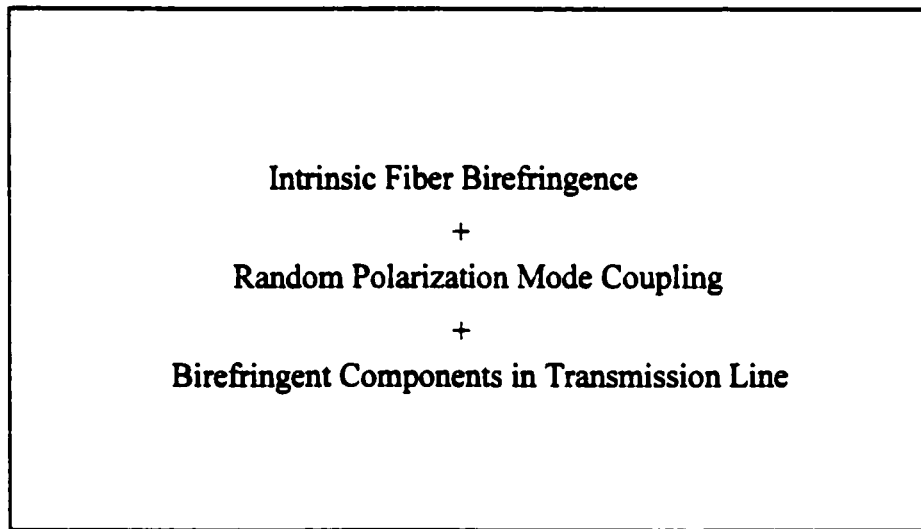 Intrinsic Fiber Birefringence
+
Random Polarization Mode Coupling
+
Birefringent Components in Transmission Line